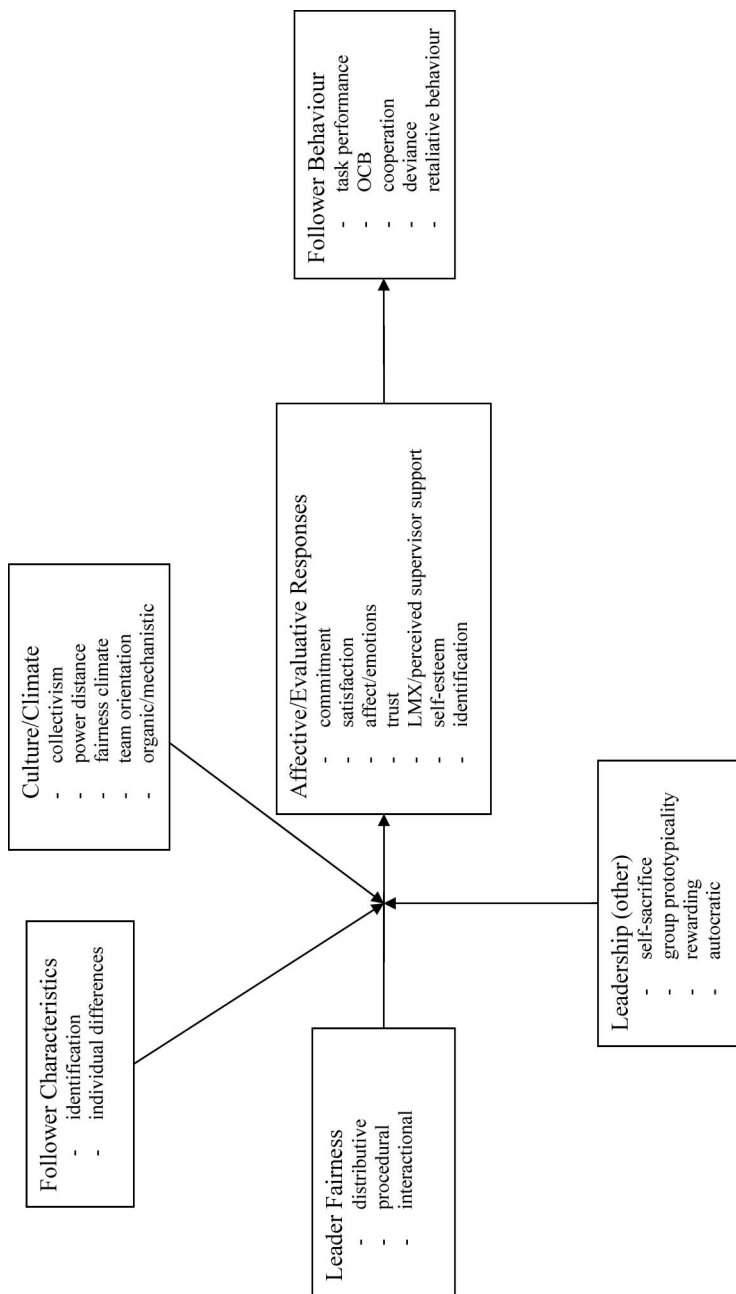 Follower Characteristics
- identification
- individual differences
Culture/Climate
- collectivism
- power distance
- fairness climate
- team orientation
- organic/mechanistic
Leader Fairness
- distributive
- procedural
- interactional
Affective/Evaluative Responses
- commitment
- satisfaction
- affect/emotions
- trust
- LMX/perceived supervisor support
- self-esteem
- identification
Follower Behaviour
- task performance
- OCB
- cooperation
- deviance
- retaliative behaviour
Leadership (other)
- self-sacrifice
- group prototypicality
- rewarding
- autocratic